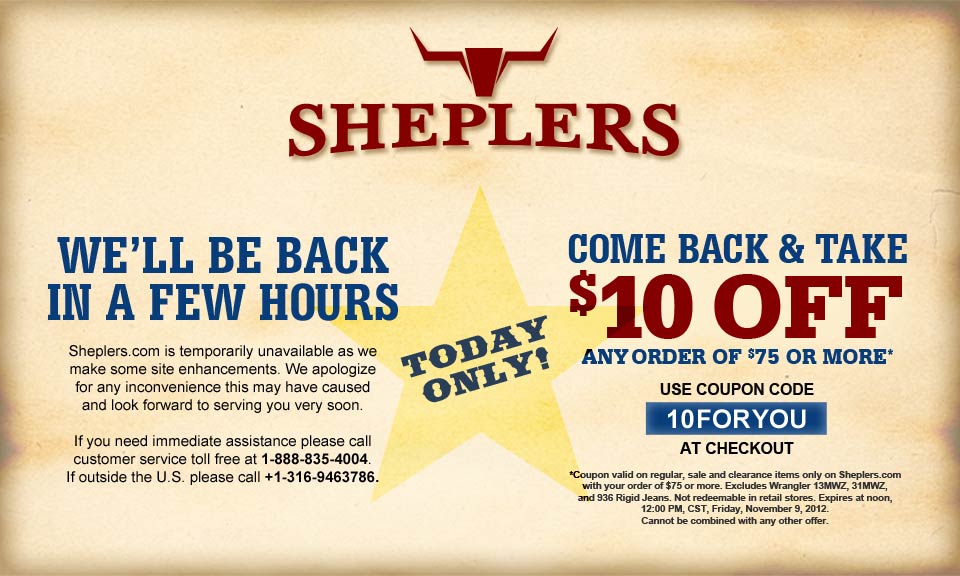 SHEPLERS
WE'LL BE BACK
IN A FEW HOURS
Sheplers.com is temporarily unavailable as we
make some site enhancements. We apologize
for any inconvenience this may have caused
and look forward to serving you very soon.
If you need immediate assistance please call
customer service toll free at 1-888-835-4004.
If outside the U.S. please call +1-316-9463786.
TODAY
ONLY!
COME BACK & TAKE
$10 OFF
ANY ORDER OF $75 OR MORE*
USE COUPON CODE
10FORYOU
AT CHECKOUT
*Coupon valid on regular, sale and clearance items only on Sheplers.com
with your order of $75 or more. Excludes Wrangler 13MWZ, 31MWZ,
and 936 Rigid Jeans. Not redeemable in retail stores. Expires at noon,
12:00 PM, CST, Friday, November 9, 2012.
Cannot be combined with any other offer.